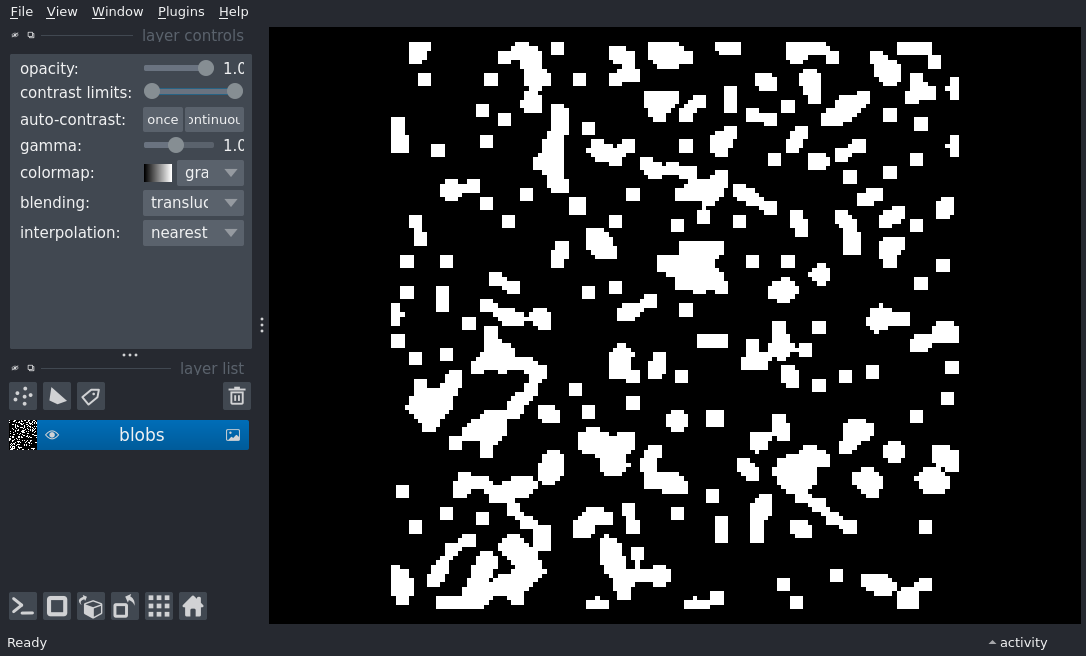 File View Window Plugins Help
layer controls
opacity: 1.0
contrast limits:
auto-contrast: once ontinuou
gamma: 1.0
colormap: gra
blending: transluc
interpolation: nearest
layer list
blobs
Ready
activity